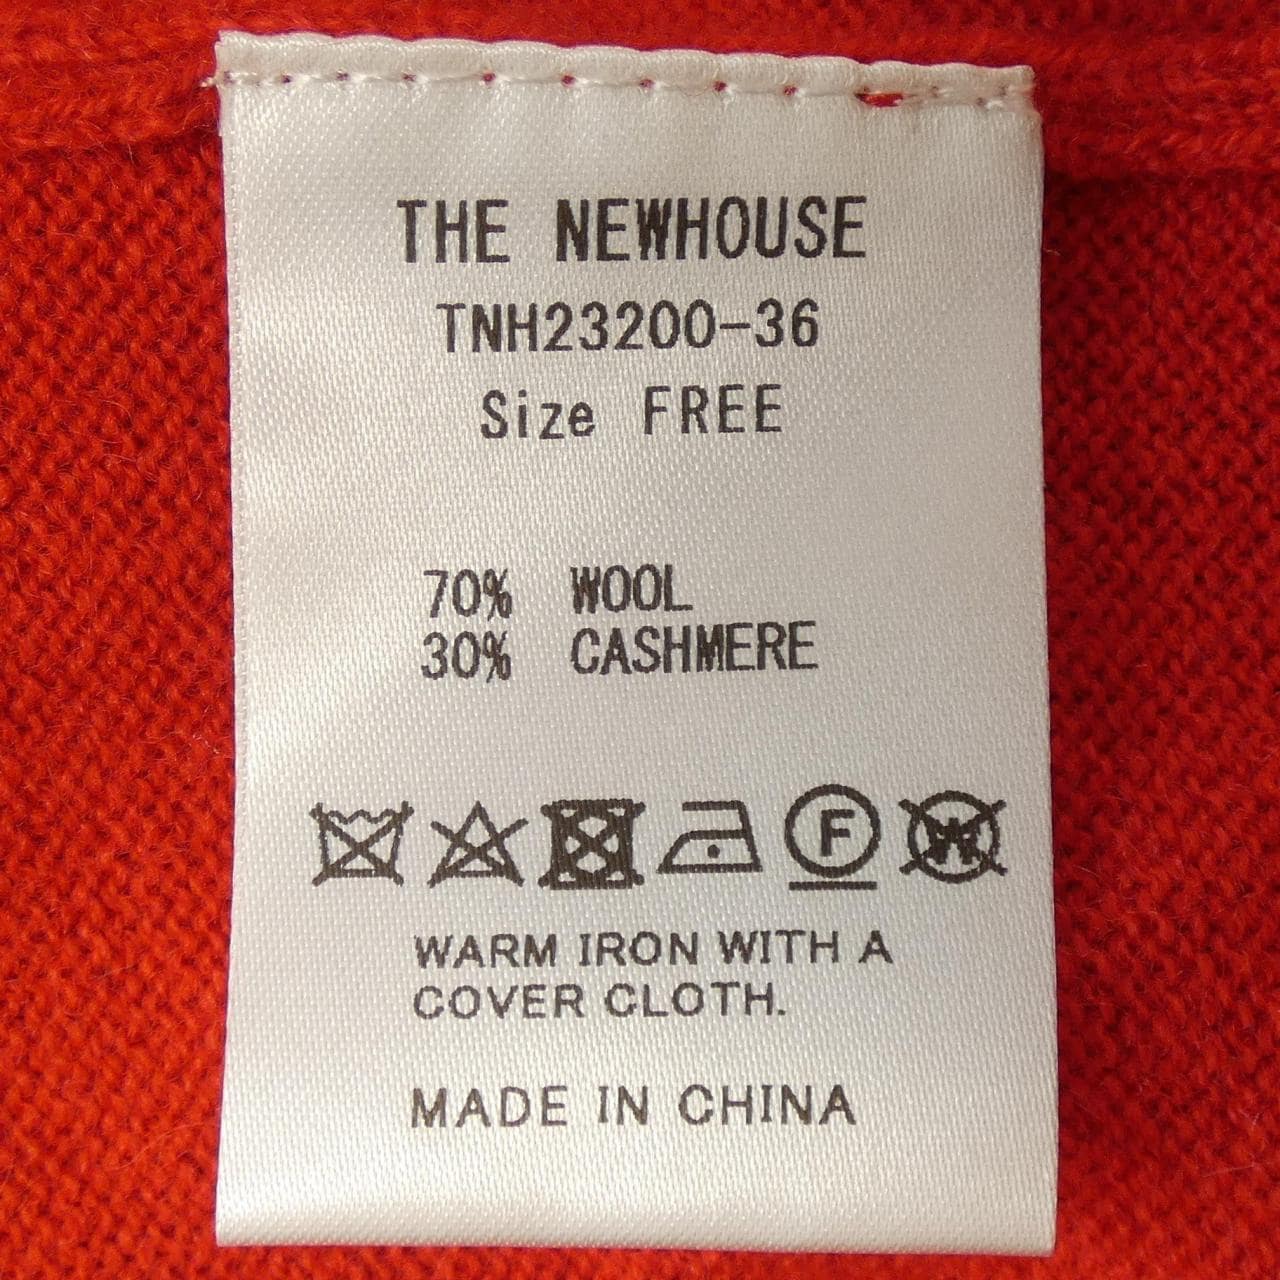 THE NEWHOUSE
TNH23200-36
Size FREE
70% WOOL
30% CASHMERE
F W
WARM IRON WITH A
COVER CLOTH.
MADE IN CHINA